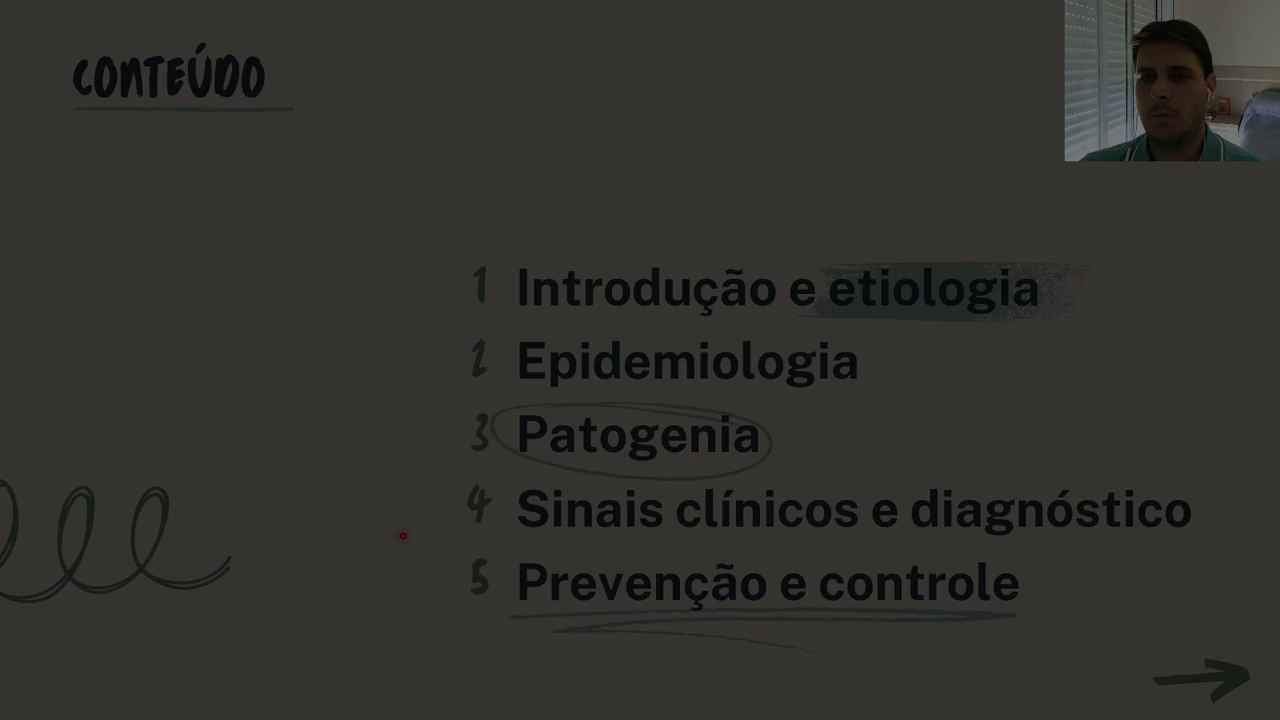 CONTEÚDO
1 Introdução e etiologia
2 Epidemiologia
3 Patogenia
4 Sinais clínicos e diagnóstico
5 Prevenção e controle